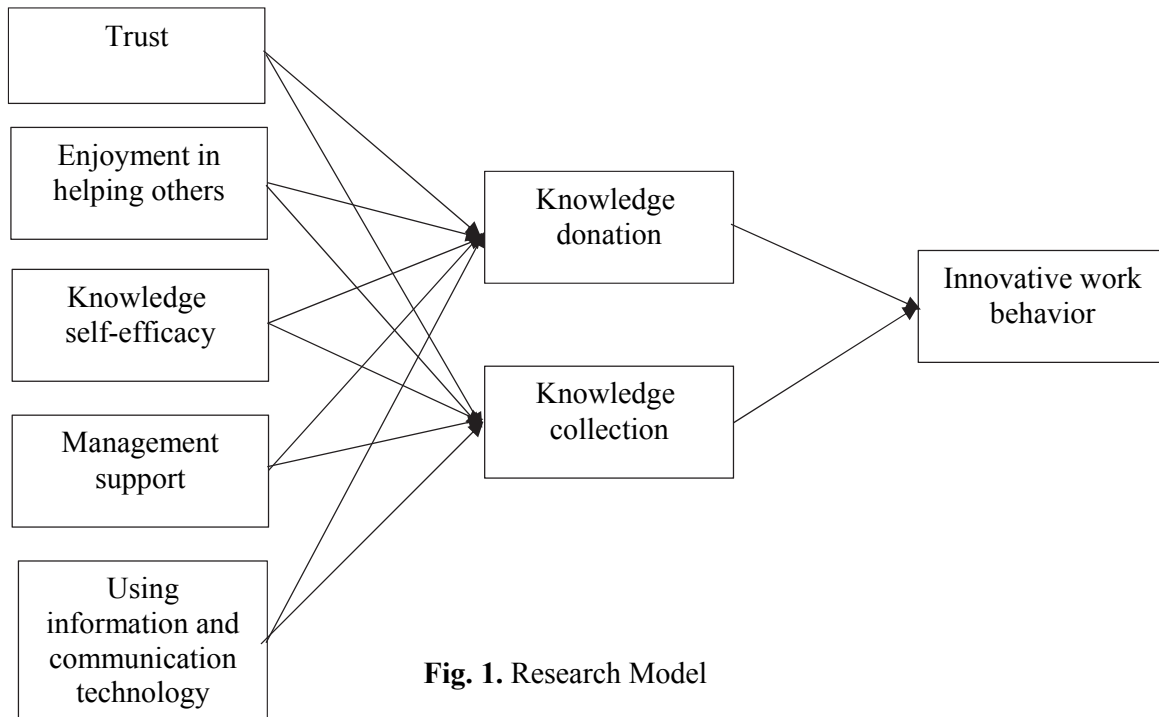 Trust
Enjoyment in
helping others
Knowledge
self-efficacy
Management
support
Using
information and
communication
technology
Knowledge
donation
Knowledge
collection
Innovative work
behavior
Fig. 1. Research Model